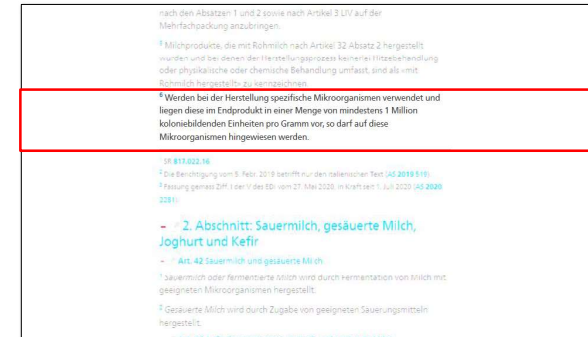 nach den Absätzen 1 und 2 sowie nach Artikel 3 LIV auf der
Mehrfachpackung anzubringen.
5 Milchprodukte, die mit Rohmilch nach Artikel 32 Absatz 2 hergestellt
wurden und bei denen der Herstellungsprozess keinerlei Hitzebehandlung
oder physikalische oder chemische Behandlung umfasst, sind als «mit
Rohmilch hergestellt» zu kennzeichnen.
6 Werden bei der Herstellung spezifische Mikroorganismen verwendet und
liegen diese im Endprodukt in einer Menge von mindestens 1 Million
koloniebildenden Einheiten pro Gramm vor, so darf auf diese
Mikroorganismen hingewiesen werden.
1 SR 817.022.16
2 Die Berichtigung vom 5. Febr. 2019 betrifft nur den italienischen Text (AS 2019
3 Fassung gemäss Ziff. I der V des EDI vom 27. Mai 2020, in Kraft seit 1. Juli 2020 (AS 2020
2281).
2. Abschnitt: Sauermilch, gesäuerte Milch,
Joghurt und Kefir
Art. 42 Sauermilch und gesäuerte Milch
1 Sauermilch oder fermentierte Milch wird durch Fermentation von Milch mit
geeigneten Mikroorganismen hergestellt.
2 Gesäuerte Milch wird durch Zugabe von geeigneten Säuerungsmitteln
hergestellt.